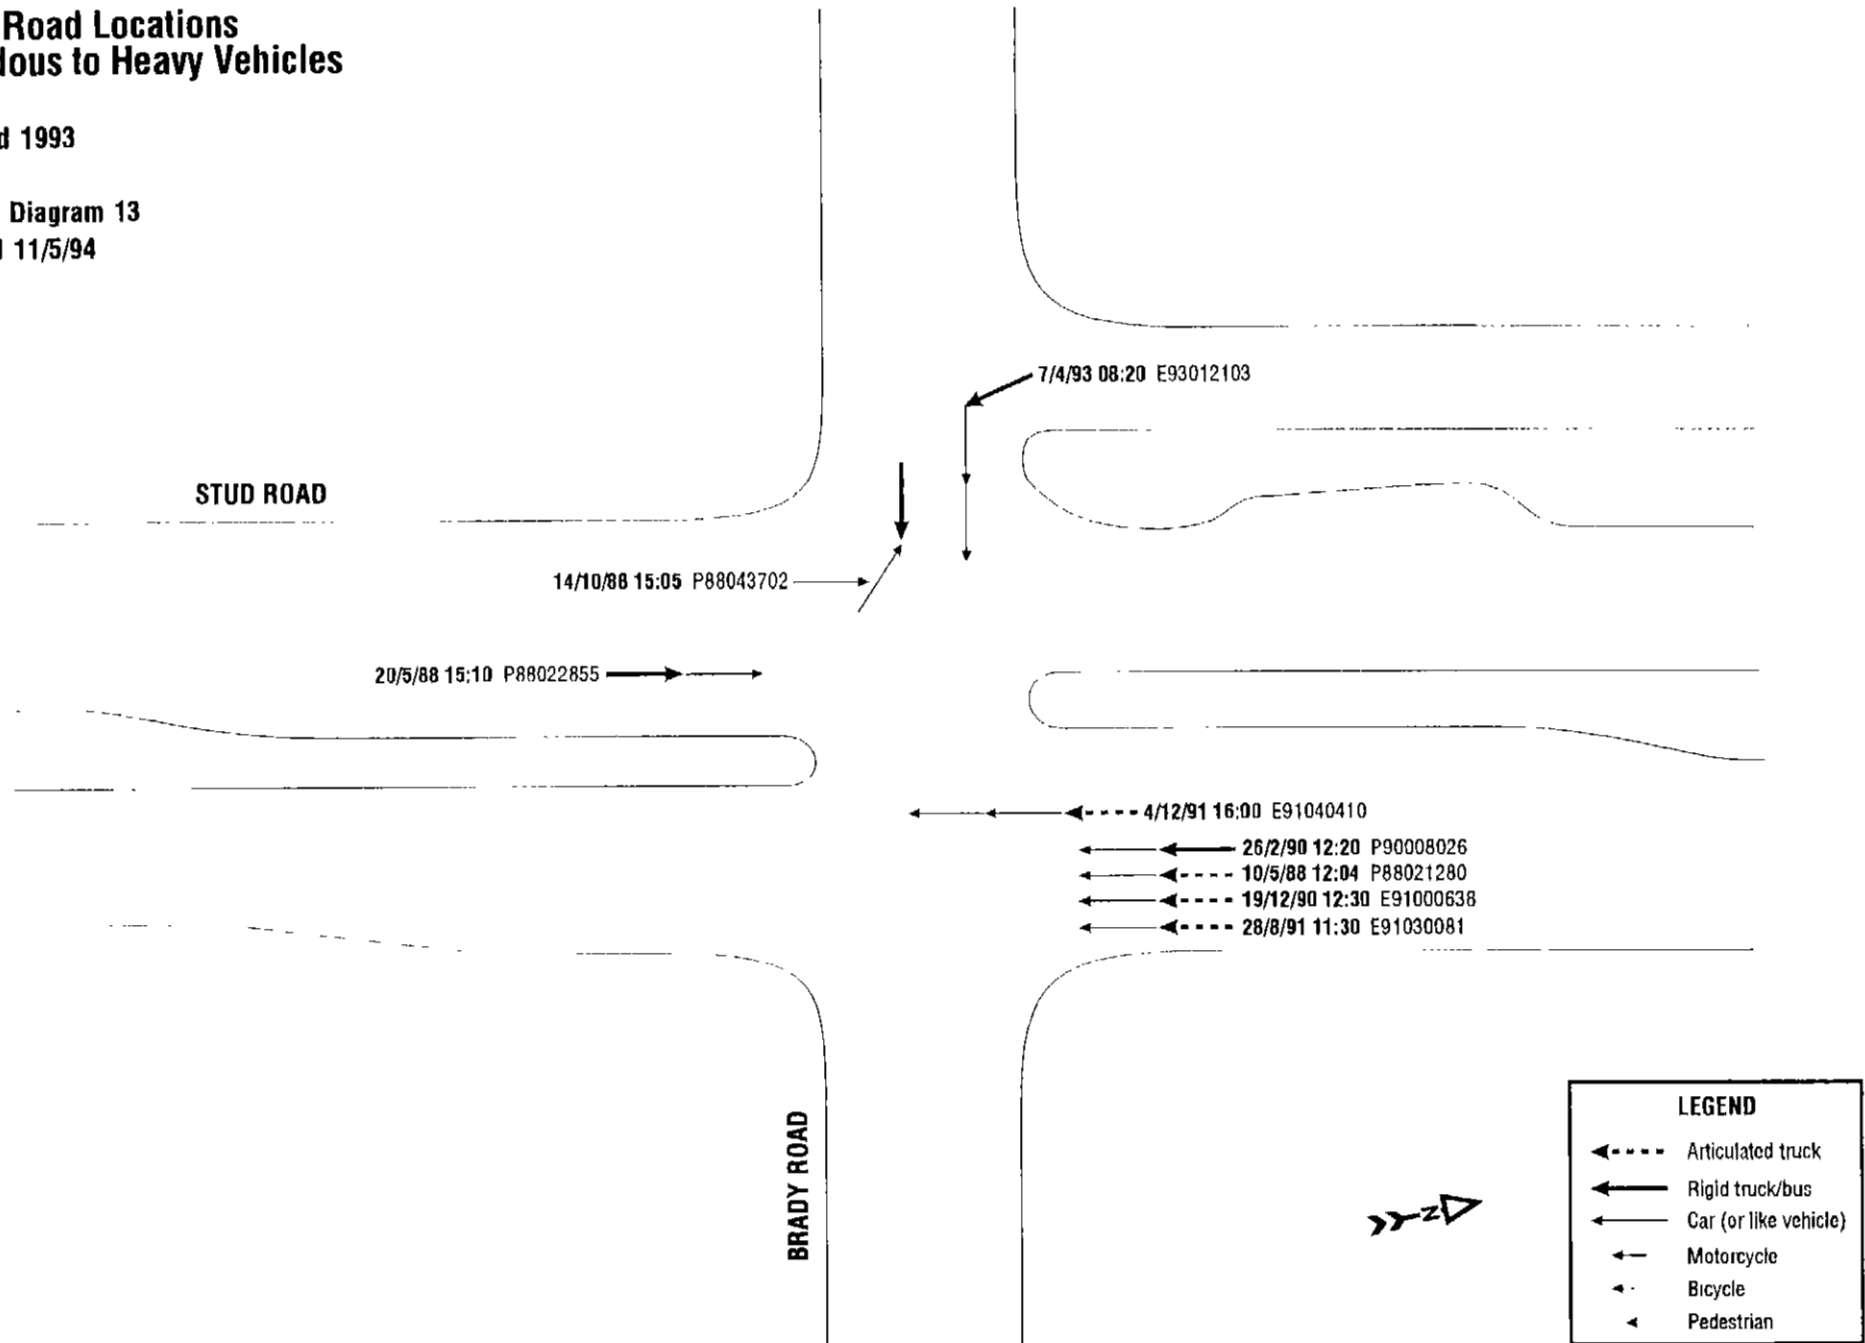 Road Locations
dous to Heavy Vehicles
d 1993
Diagram 13
11/5/94
7/4/93 08:20 E93012103
STUD ROAD
14/10/88 15:05 P88043702
20/5/88 15:10 P88022855
4/12/91 16:00 E91040410
26/2/90 12:20 P90008026
10/5/88 12:04 P88021280
19/12/90 12:30 E91000638
28/8/91 11:30 E91030081
BRADY ROAD
N
LEGEND
Articulated truck
Rigid truck/bus
Car (or like vehicle)
Motorcycle
Bicycle
Pedestrian